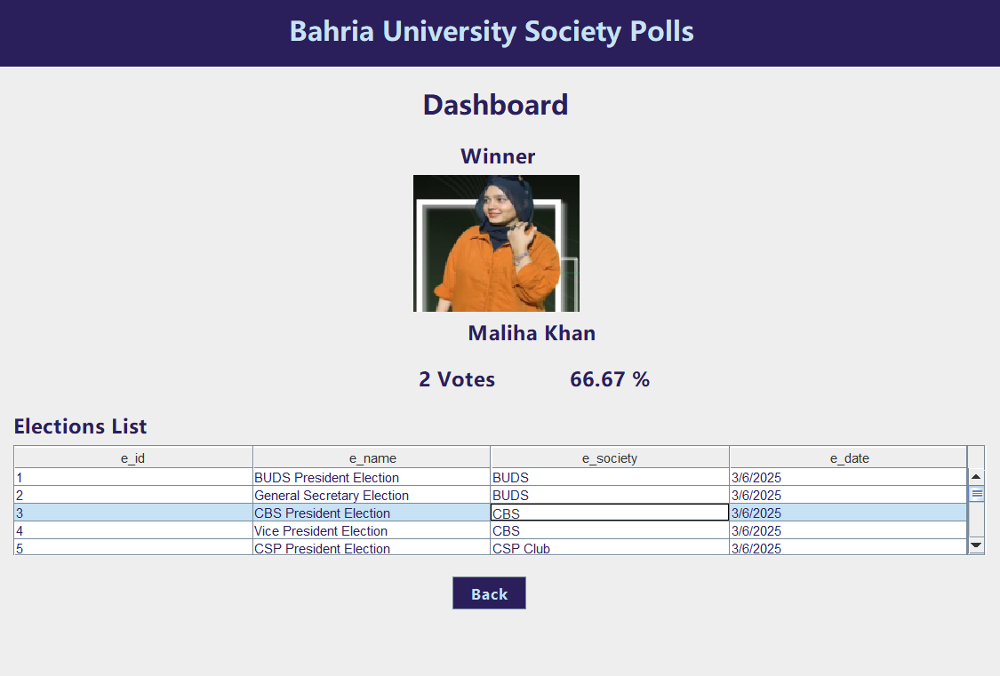 Bahria University Society Polls
Dashboard
Winner
Maliha Khan
2 Votes 66.67 %
Elections List
e_id e_name e_society e_date
1 BUDS President Election BUDS 3/6/2025
2 General Secretary Election BUDS 3/6/2025
3 CBS President Election CBS 3/6/2025
4 Vice President Election CBS 3/6/2025
5 CSP President Election CSP Club 3/6/2025
Back